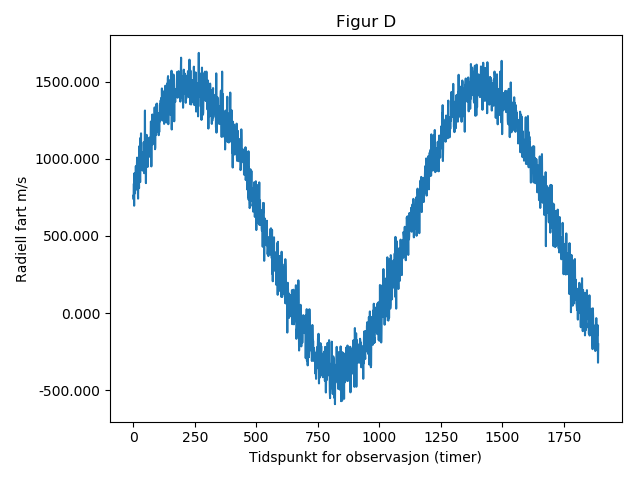 Figur D
Radiell fart m/s
1500.000
1000.000
500.000
0.000
-500.000
0 250 500 750 1000 1250 1500 1750
Tidspunkt for observasjon (timer)